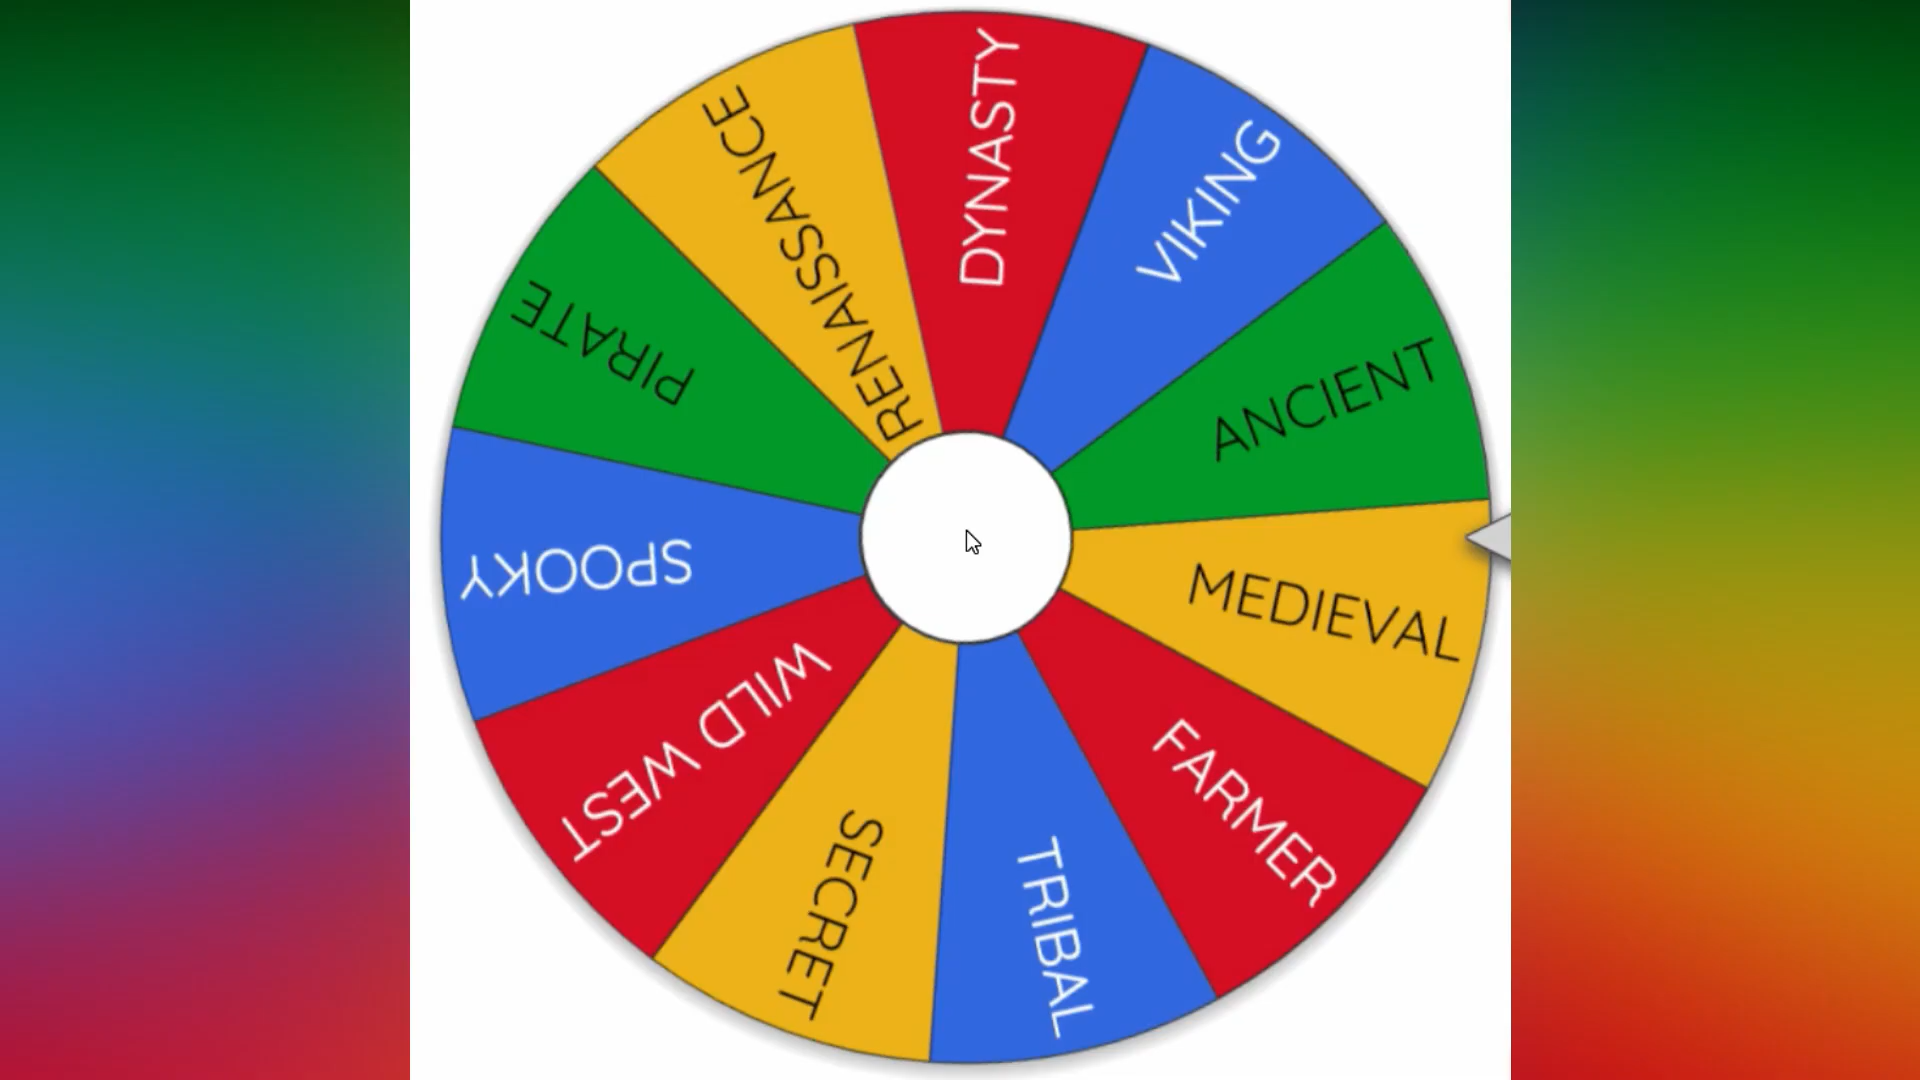 DYNASTY
VIKING
ANCIENT
MEDIEVAL
FARMER
TRIBAL
SECRET
WILD WEST
SPOOKY
PIRATE
RENAISSANCE